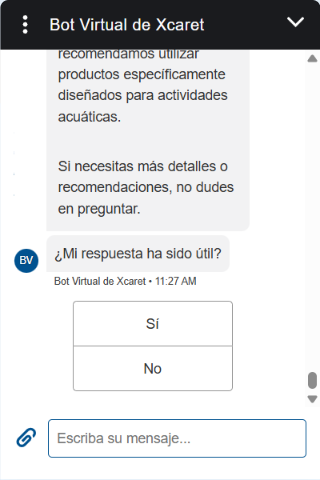 Bot Virtual de Xcaret
recomendamos utilizar
productos específicamente
diseñados para actividades
acuáticas.
Si necesitas más detalles o
recomendaciones, no dudes
en preguntar.
BV
¿Mi respuesta ha sido útil?
Bot Virtual de Xcaret • 11:27 AM
Sí
No
Escriba su mensaje...